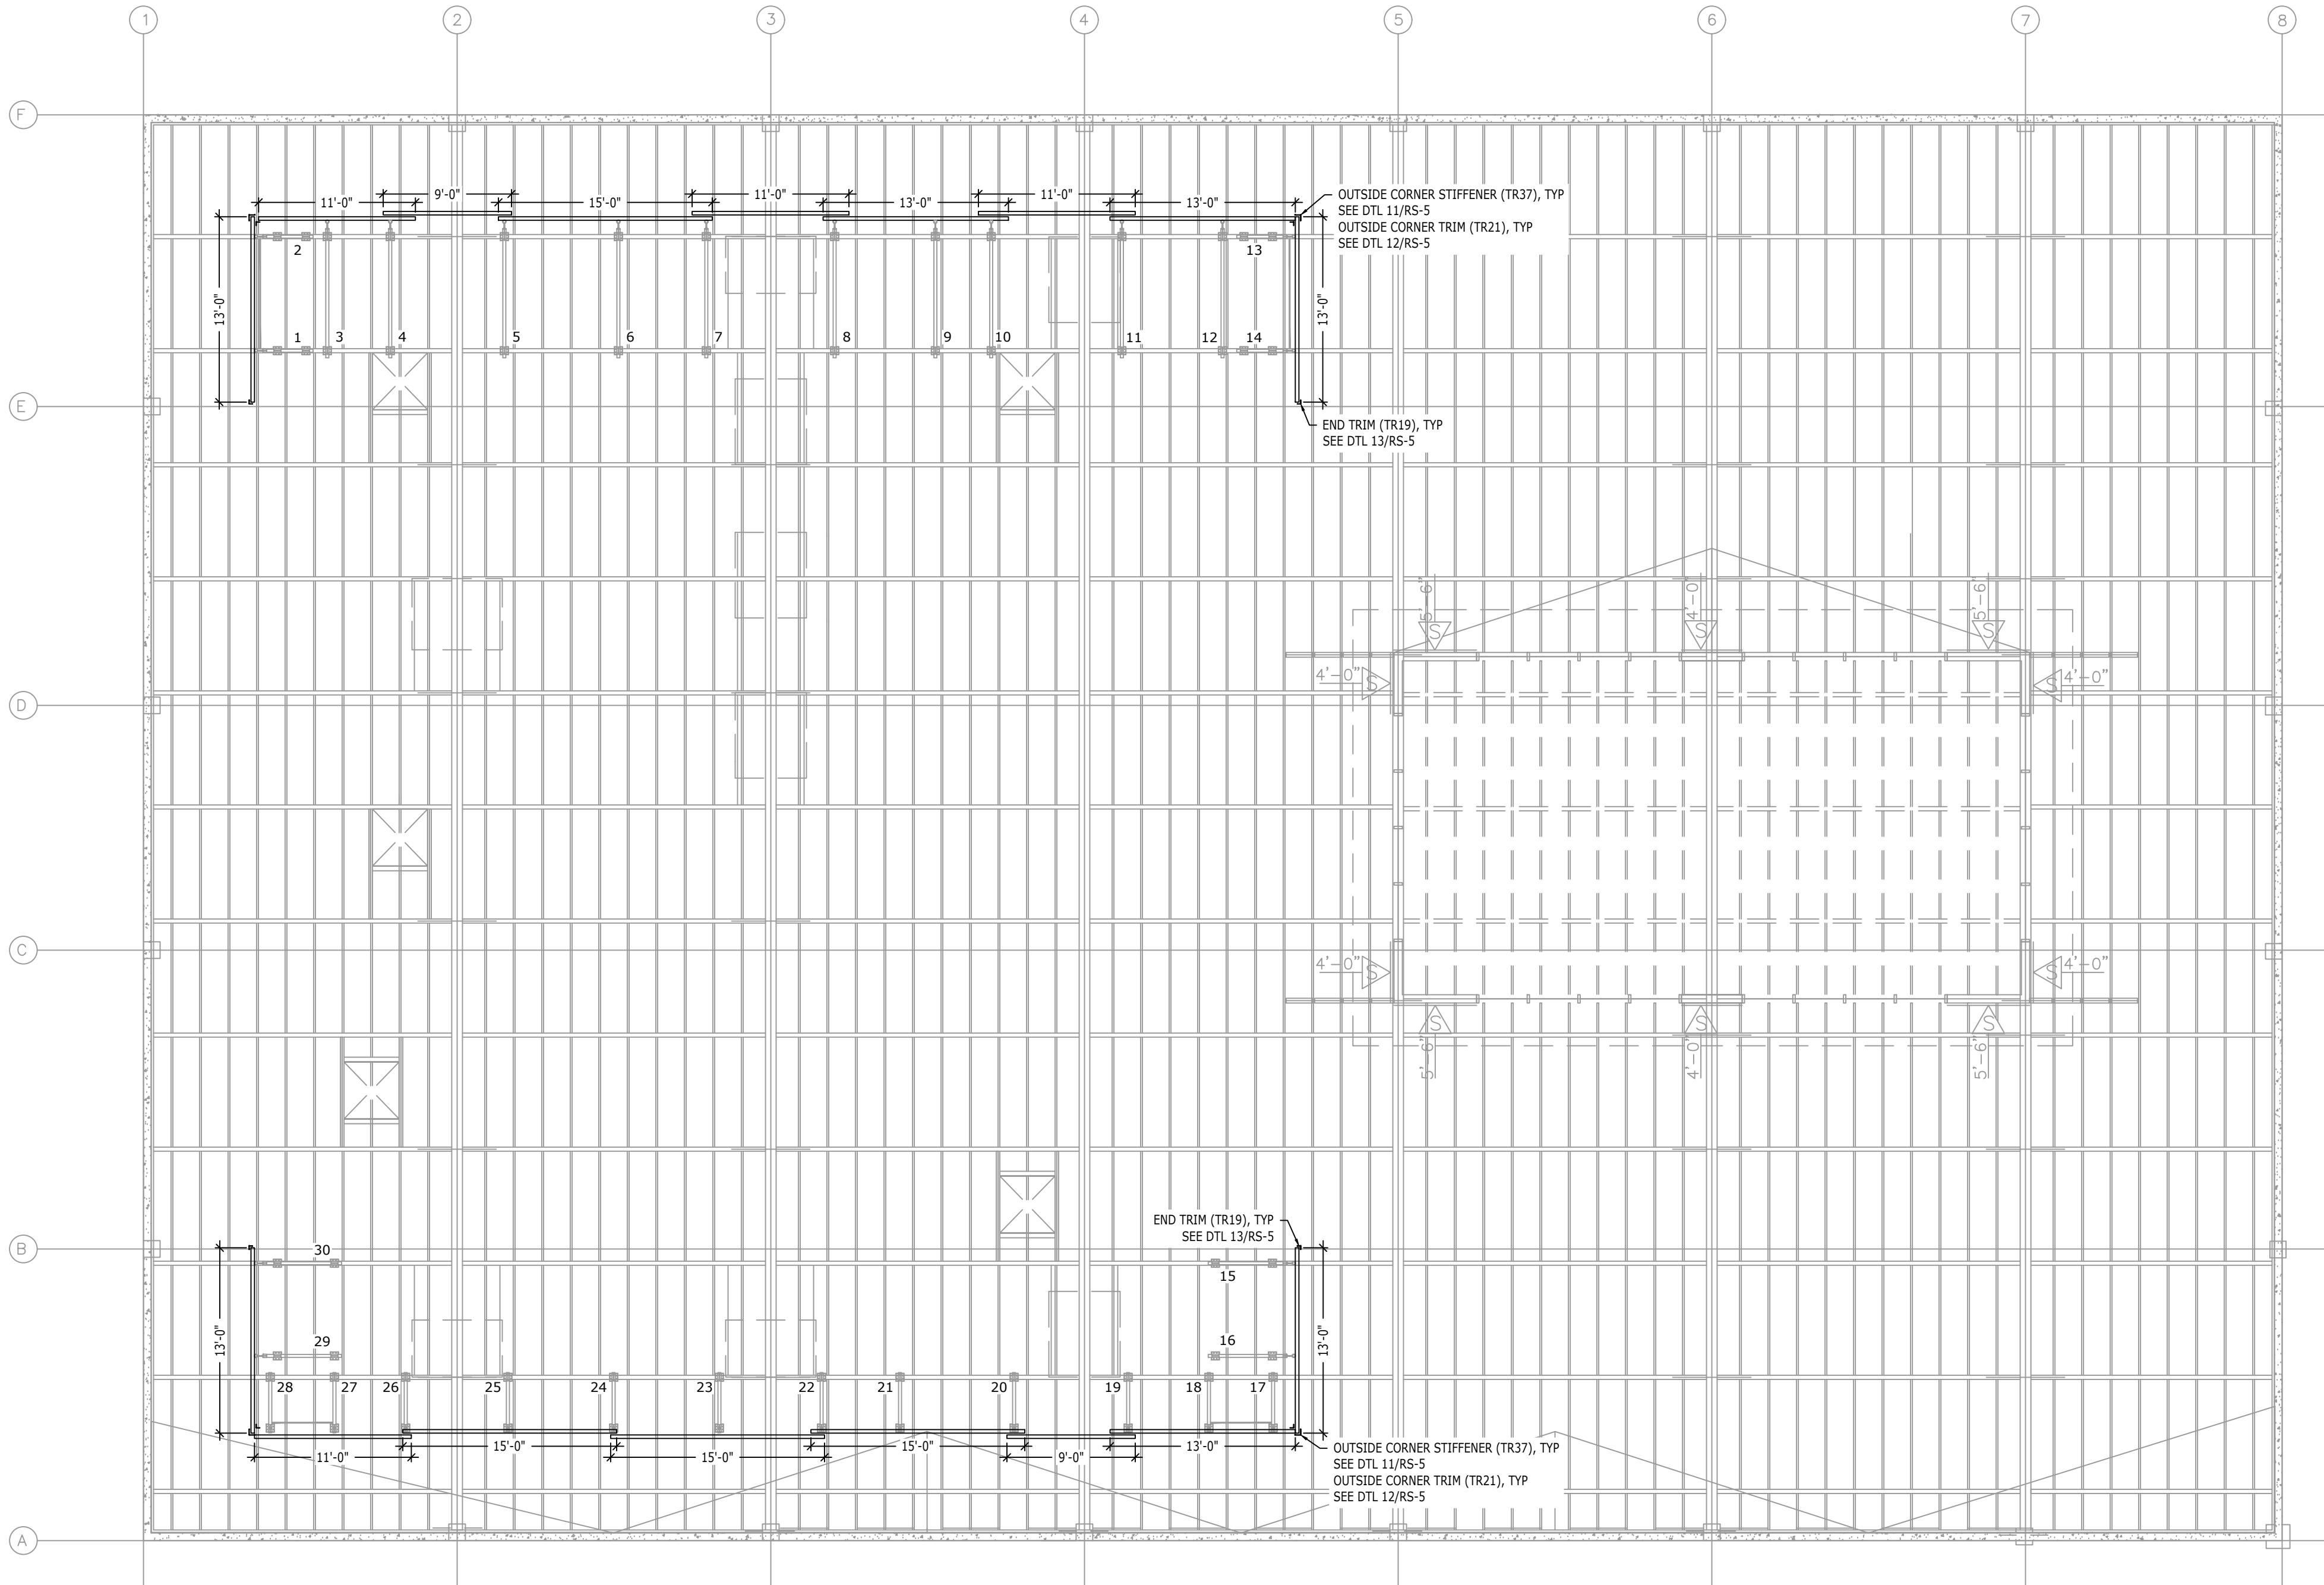 1 2 3 4 5 6 7 8
F
9'-0" 11'-0" 11'-0"
11'-0" 15'-0" 13'-0" 13'-0"
OUTSIDE CORNER STIFFENER (TR37), TYP
SEE DTL 11/RS-5
OUTSIDE CORNER TRIM (TR21), TYP
SEE DTL 12/RS-5
2 13
13'-0" 13'-0"
1 3 4 5 6 7 8 9 10 11 12 14
E
END TRIM (TR19), TYP
SEE DTL 13/RS-5
5'-6" 4'-0" 5'-6"
S S S
4'-0" S S 4'-0"
D
C
4'-0" S S 4'-0"
S S S
5'-6" 4'-0" 5'-6"
END TRIM (TR19), TYP
SEE DTL 13/RS-5
B
30 15
29 16
13'-0" 13'-0"
28 27 26 25 24 23 22 21 20 19 18 17
15'-0" 15'-0" 13'-0"
11'-0" 15'-0" 9'-0"
OUTSIDE CORNER STIFFENER (TR37), TYP
SEE DTL 11/RS-5
OUTSIDE CORNER TRIM (TR21), TYP
SEE DTL 12/RS-5
A